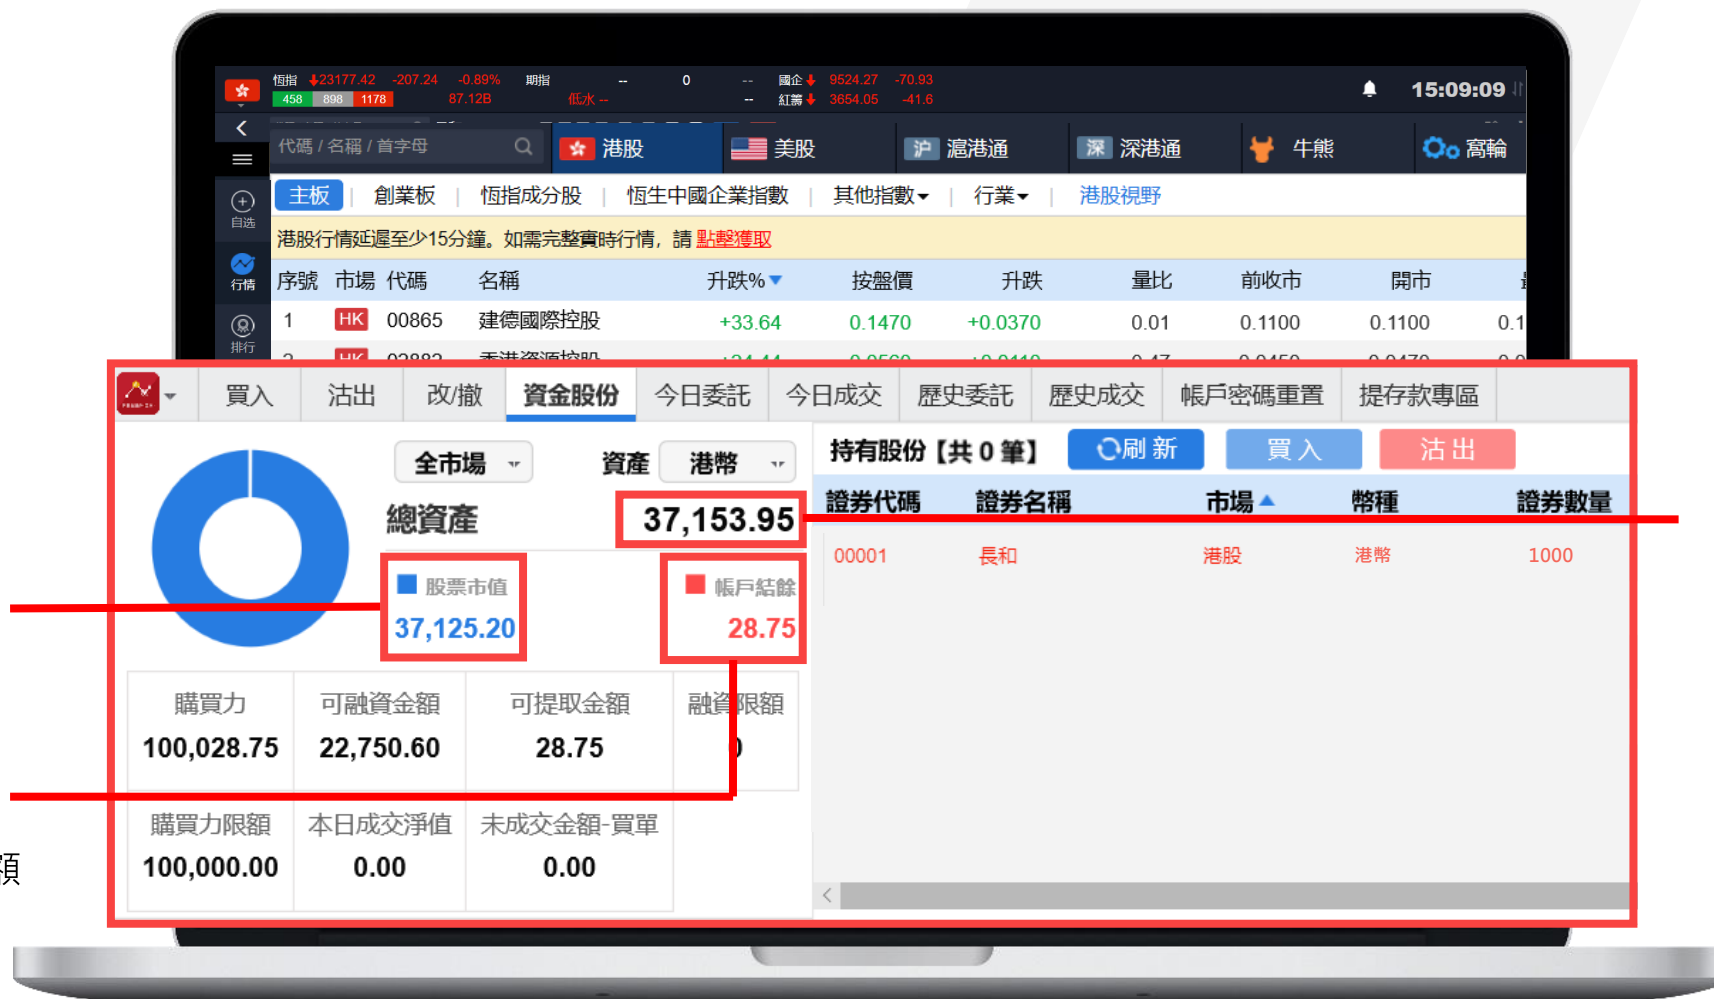 恆指 23177.42 -207.24 -0.89% 期指 -- 0 -- 國企 9524.27 -70.93
458 898 1178 87.12B 低水 -- -- 紅籌 3654.05 -41.6
15:09:09
代碼 / 名稱 / 首字母 港股 美股 沪 滬港通 深 深港通 牛熊 窩輪
主板 創業板 恆指成分股 恆生中國企業指數 其他指數 行業 港股視野
自选
港股行情延遲至少15分鐘。如需完整實時行情, 請 點擊獲取
行情
序號 市場 代碼 名稱 升跌% 按盤價 升跌 量比 前收市 開市
1 HK 00865 建德國際控股 +33.64 0.1470 +0.0370 0.01 0.1100 0.1100 0.1
排行
買入 沽出 改/撤 資金股份 今日委託 今日成交 歷史委託 歷史成交 帳戶密碼重置 提存款專區
全市場 資產 港幣
持有股份【共 0 筆】 刷新 買入 沽出
總資產 37,153.95
證券代碼 證券名稱 市場 幣種 證券數量
00001 長和 港股 港幣 1000
股票市值 帳戶結餘
37,125.20 28.75
購買力 可融資金額 可提取金額 融資限額
100,028.75 22,750.60 28.75 0
購買力限額 本日成交淨值 未成交金額-買單
100,000.00 0.00 0.00
額